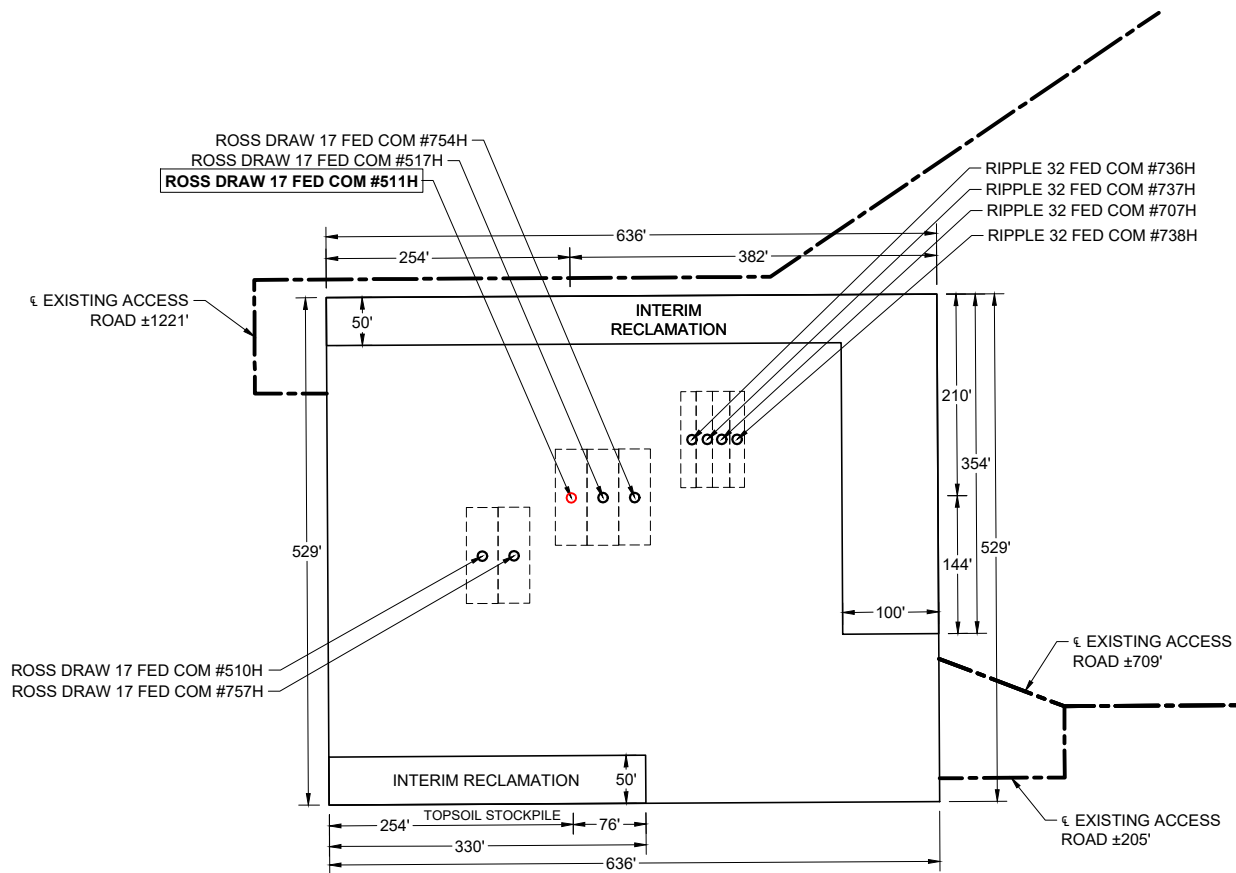 ROSS DRAW 17 FED COM #754H
ROSS DRAW 17 FED COM #517H
ROSS DRAW 17 FED COM #511H
RIPPLE 32 FED COM #736H
RIPPLE 32 FED COM #737H
RIPPLE 32 FED COM #707H
RIPPLE 32 FED COM #738H
636'
254'
382'
℄ EXISTING ACCESS
ROAD ±1221'
50'
INTERIM
RECLAMATION
210'
354'
529'
529'
144'
100'
ROSS DRAW 17 FED COM #510H
ROSS DRAW 17 FED COM #757H
℄ EXISTING ACCESS
ROAD ±709'
INTERIM RECLAMATION
50'
TOPSOIL STOCKPILE
254'
76'
330'
636'
℄ EXISTING ACCESS
ROAD ±205'